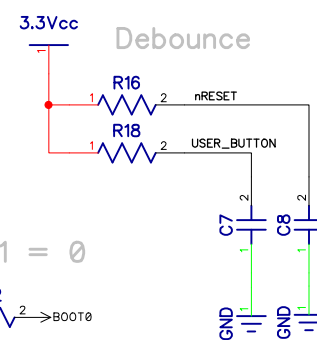 3.3Vcc
Debounce
1
R16
1 2 nRESET
R18
1 2 USER_BUTTON
2 2
C7 C8
1 = 0
1 1
2 BOOT0
GND GND